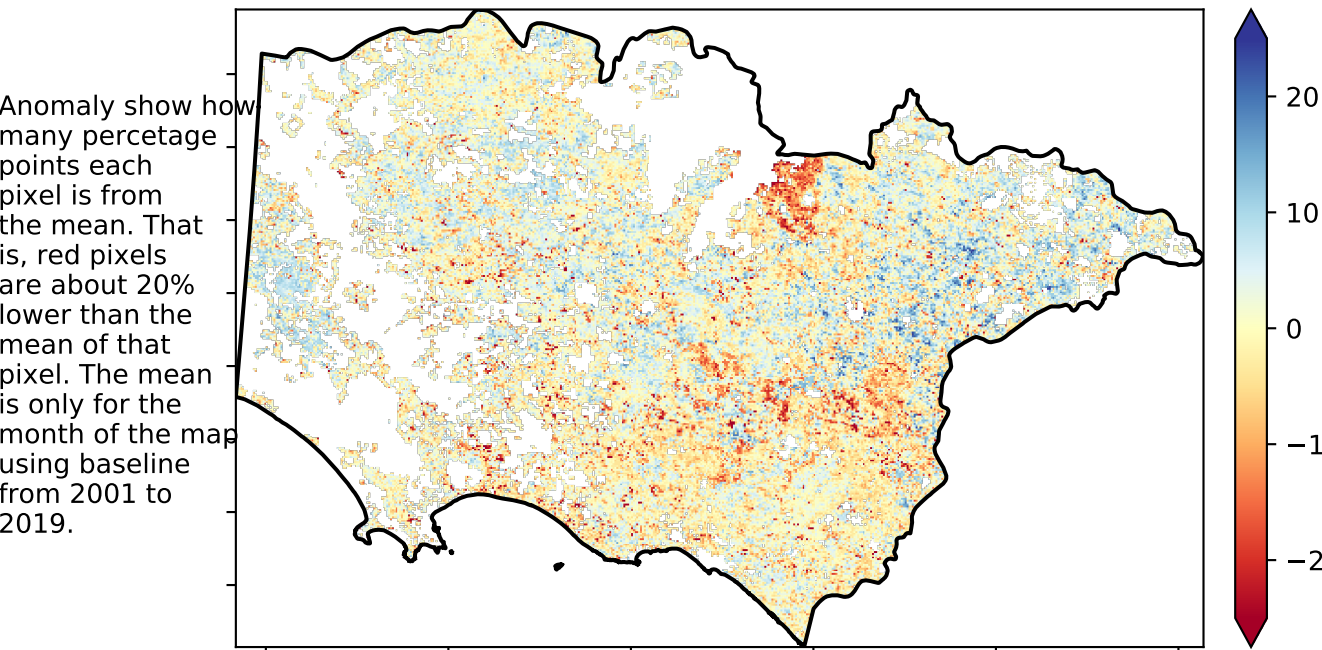 Anomaly show how
many percetage
points each
pixel is from
the mean. That
is, red pixels
are about 20%
lower than the
mean of that
pixel. The mean
is only for the
month of the map
using baseline
from 2001 to
2019.
20
10
0
−1
−2